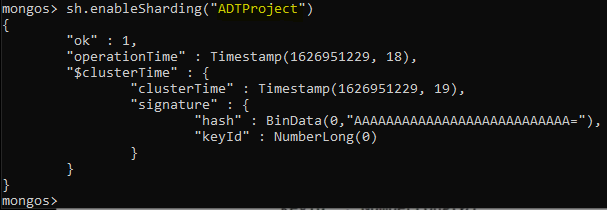 mongos> sh.enableSharding("ADTProject")
{
        "ok" : 1,
        "operationTime" : Timestamp(1626951229, 18),
        "$clusterTime" : {
                "clusterTime" : Timestamp(1626951229, 19),
                "signature" : {
                        "hash" : BinData(0,"AAAAAAAAAAAAAAAAAAAAAAAAAAA="),
                        "keyId" : NumberLong(0)
                }
        }
}
mongos>